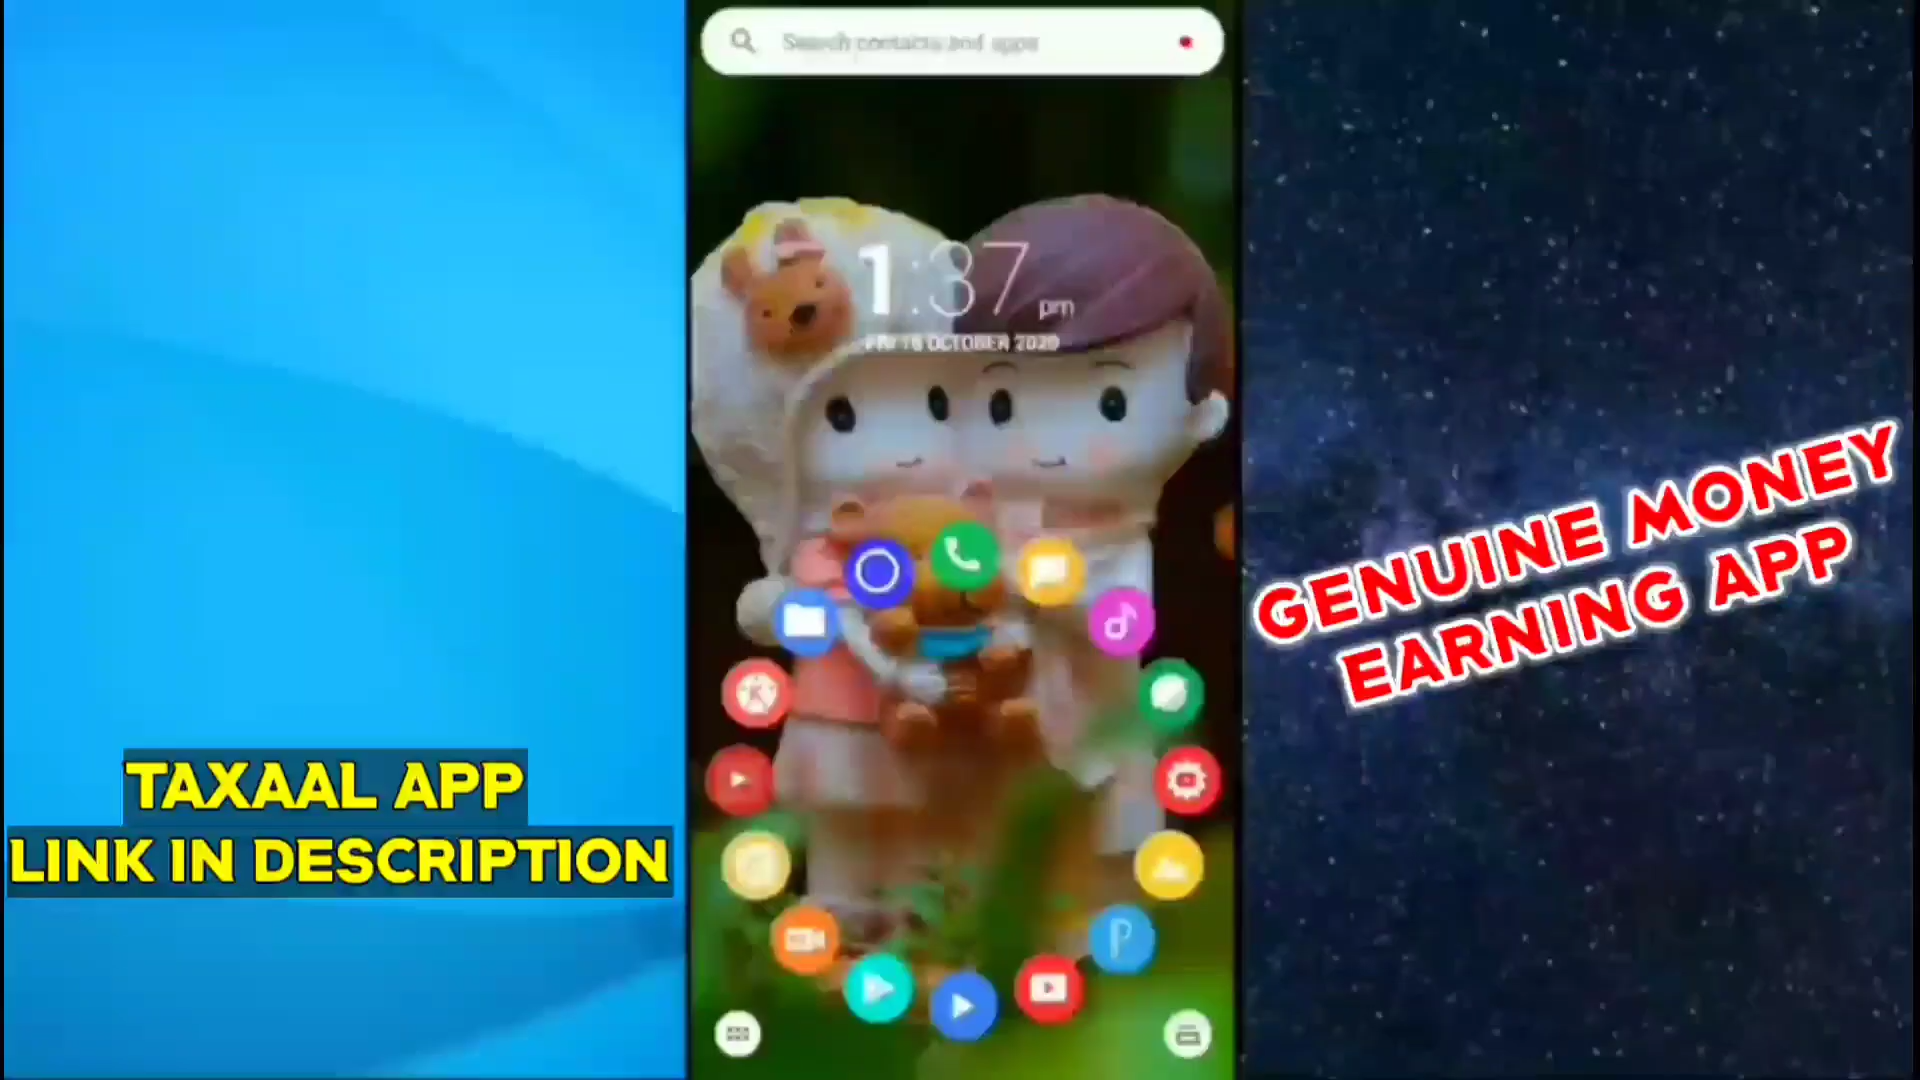 Search contacts and apps
1:37 pm
FRI 16 OCTOBER 2020
TAXAAL APP
LINK IN DESCRIPTION
GENUINE MONEY
EARNING APP